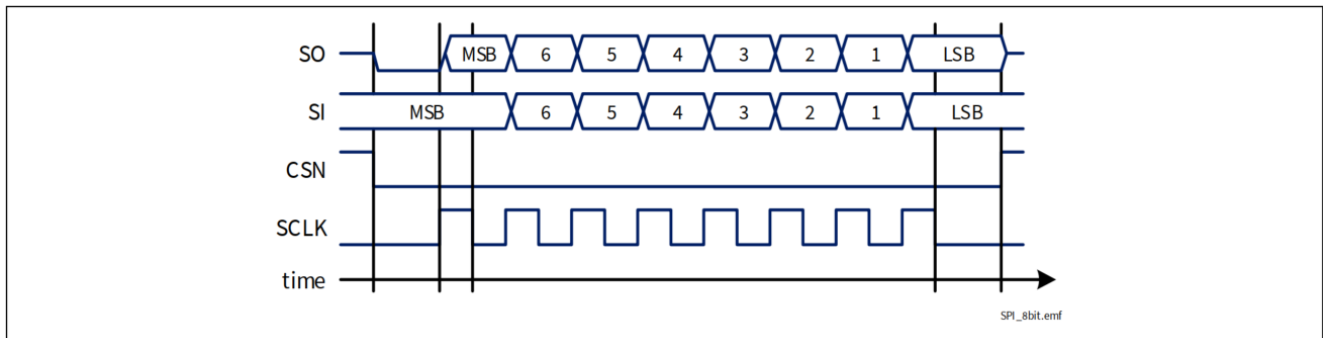 SO MSB 6 5 4 3 2 1 LSB
SI MSB 6 5 4 3 2 1 LSB
CSN
SCLK
time
SPI_8bit.emf